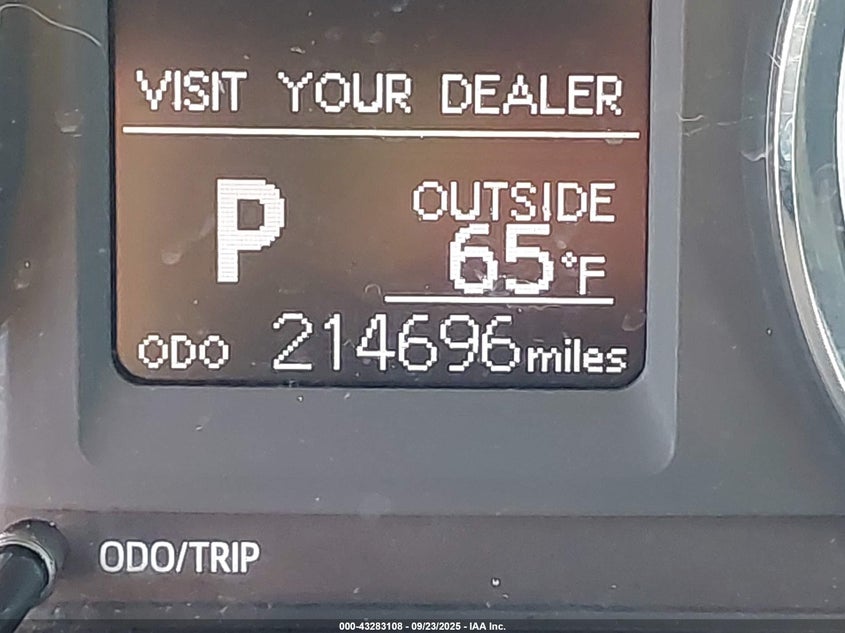 VISIT YOUR DEALER
P
OUTSIDE
65°F
ODO 214696 miles
ODO/TRIP
000-43283108 - 09/23/2025 - IAA Inc.